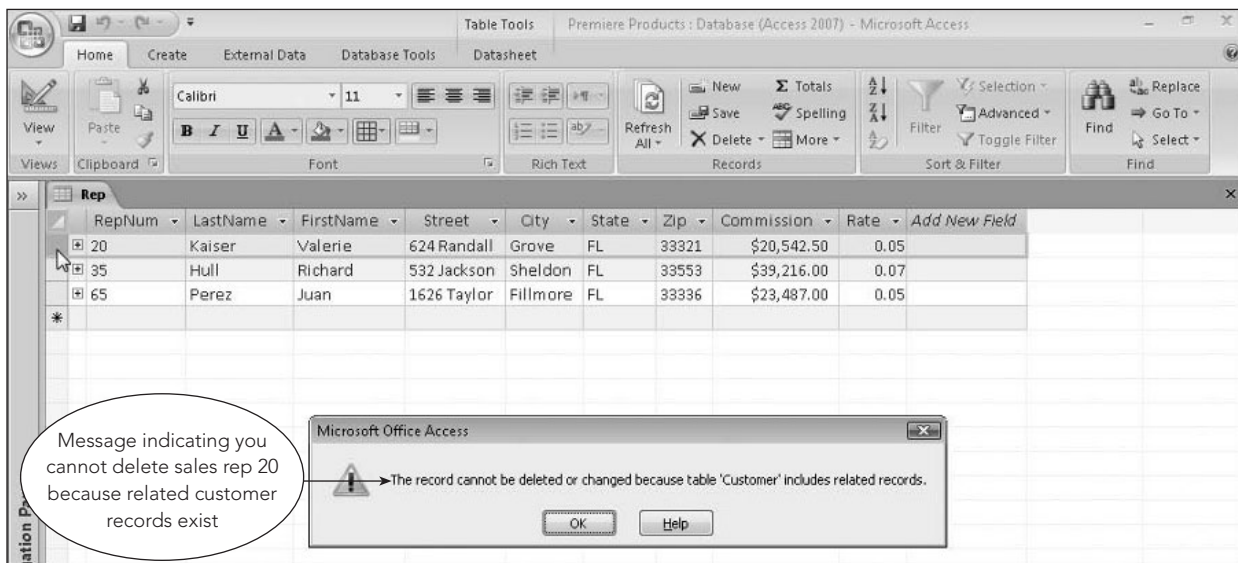 Table Tools Premiere Products : Database (Access 2007) - Microsoft Access
Home Create External Data Database Tools Datasheet
View
Views
Paste
Clipboard
Calibri 11
B I U A
Font
Rich Text
Refresh All
New
Save
Delete
Totals
Spelling
More
Records
Filter
Selection
Advanced
Toggle Filter
Sort & Filter
Find
Replace
Go To
Select
Find
Rep
RepNum LastName FirstName Street City State Zip Commission Rate Add New Field
20 Kaiser Valerie 624 Randall Grove FL 33321 $20,542.50 0.05
35 Hull Richard 532 Jackson Sheldon FL 33553 $39,216.00 0.07
65 Perez Juan 1626 Taylor Fillmore FL 33336 $23,487.00 0.05
Message indicating you
cannot delete sales rep 20
because related customer
records exist
Microsoft Office Access
The record cannot be deleted or changed because table 'Customer' includes related records.
OK Help